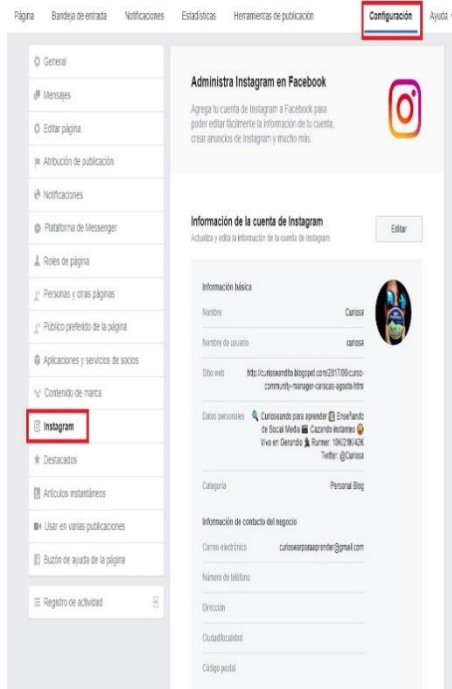 Página Bandeja de entrada Notificaciones Estadísticas Herramientas de publicación Configuración Ayuda
General
Mensajes
Editar página
Atribución de publicación
Notificaciones
Plataforma de Messenger
Roles de página
Personas y otras páginas
Público preferido de la página
Aplicaciones y servicios de socios
Contenido de marca
Instagram
Destacados
Artículos instantáneos
Usar en varias publicaciones
Buzón de ayuda de la página
Registro de actividad
Administra Instagram en Facebook
Agrega tu cuenta de Instagram a Facebook para
poder editar fácilmente la información de tu cuenta,
crear anuncios de Instagram y mucho más.
Información de la cuenta de Instagram
Actualiza y edita la información de tu cuenta de Instagram.
Editar
Información básica
Nombre Curiosa
Nombre de usuario curiosa
Sitio web http://curioseandito.blogspot.com/2017/06/curso-
community-manager-caracas-agosto.html
Datos personales 🔍 Curioseando para aprender Enseñando
de Social Media Cazando instantes
Vivo en Gerundio Runner: 10K/21K/42K
Twitter: @Curiosa
Categoría Personal Blog
Información de contacto del negocio
Correo electrónico curiosearparaaprender@gmail.com
Número de teléfono
Dirección
Ciudad/localidad
Código postal